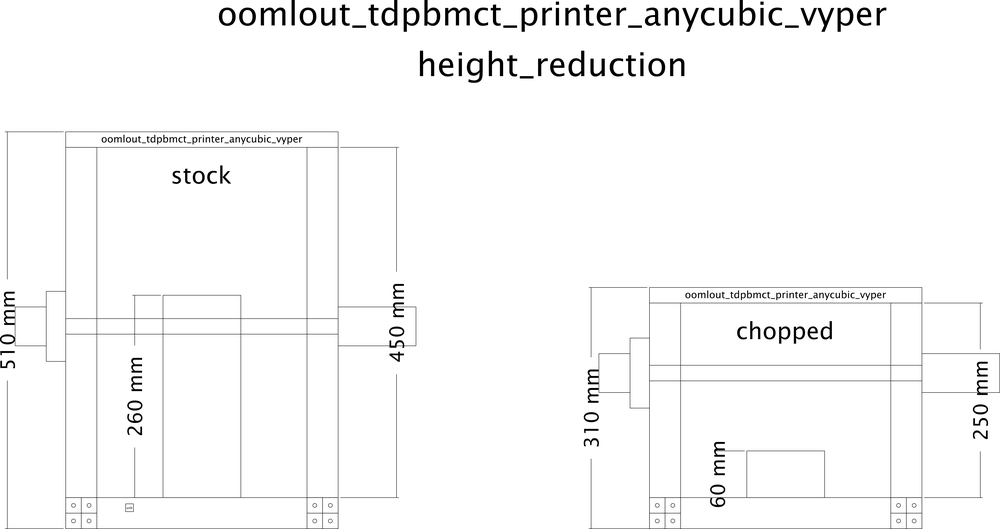 oomlout_tdpbmct_printer_anycubic_vyper
height_reduction
oomlout_tdpbmct_printer_anycubic_vyper
stock
510 mm
260 mm
450 mm
oomlout_tdpbmct_printer_anycubic_vyper
chopped
310 mm
60 mm
250 mm